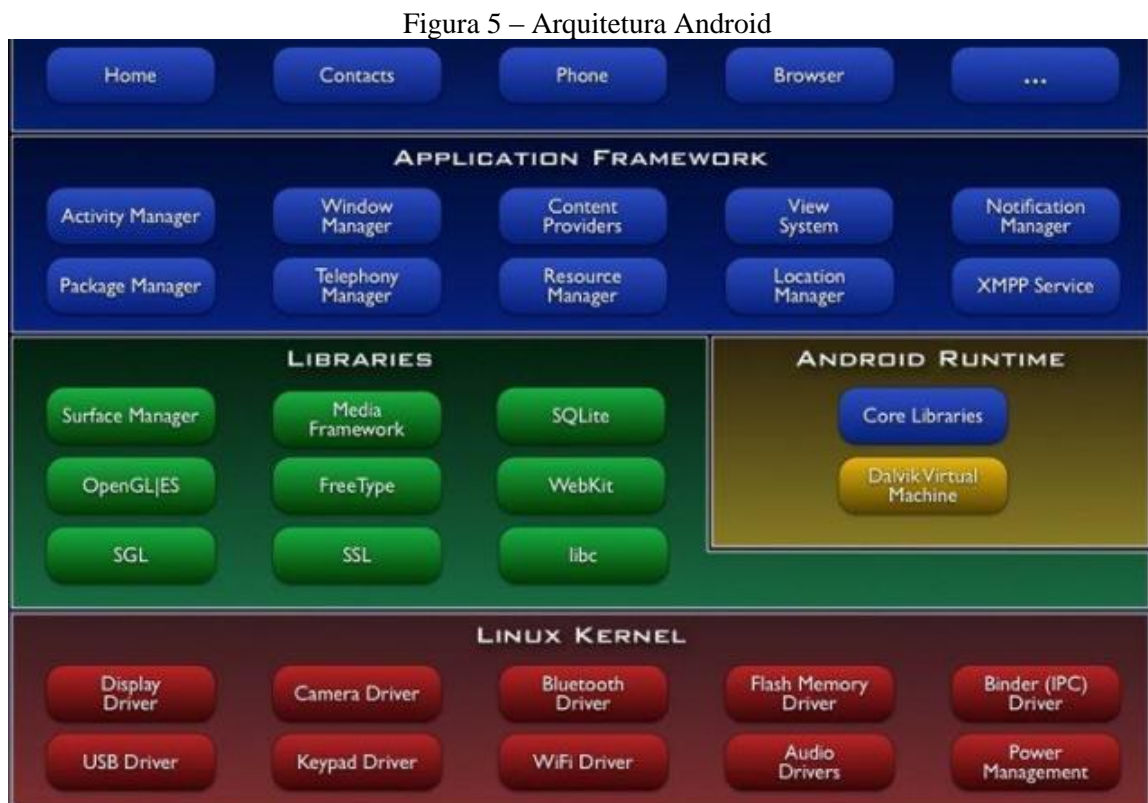 Figura 5 – Arquitetura Android
Home
Contacts
Phone
Browser
...
APPLICATION FRAMEWORK
Activity Manager
Window
Manager
Content
Providers
View
System
Notification
Manager
Package Manager
Telephony
Manager
Resource
Manager
Location
Manager
XMPP Service
LIBRARIES
Surface Manager
Media
Framework
SQLite
OpenGL|ES
FreeType
WebKit
SGL
SSL
libc
ANDROID RUNTIME
Core Libraries
Dalvik Virtual
Machine
LINUX KERNEL
Display
Driver
Camera Driver
Bluetooth
Driver
Flash Memory
Driver
Binder (IPC)
Driver
USB Driver
Keypad Driver
WiFi Driver
Audio
Drivers
Power
Management